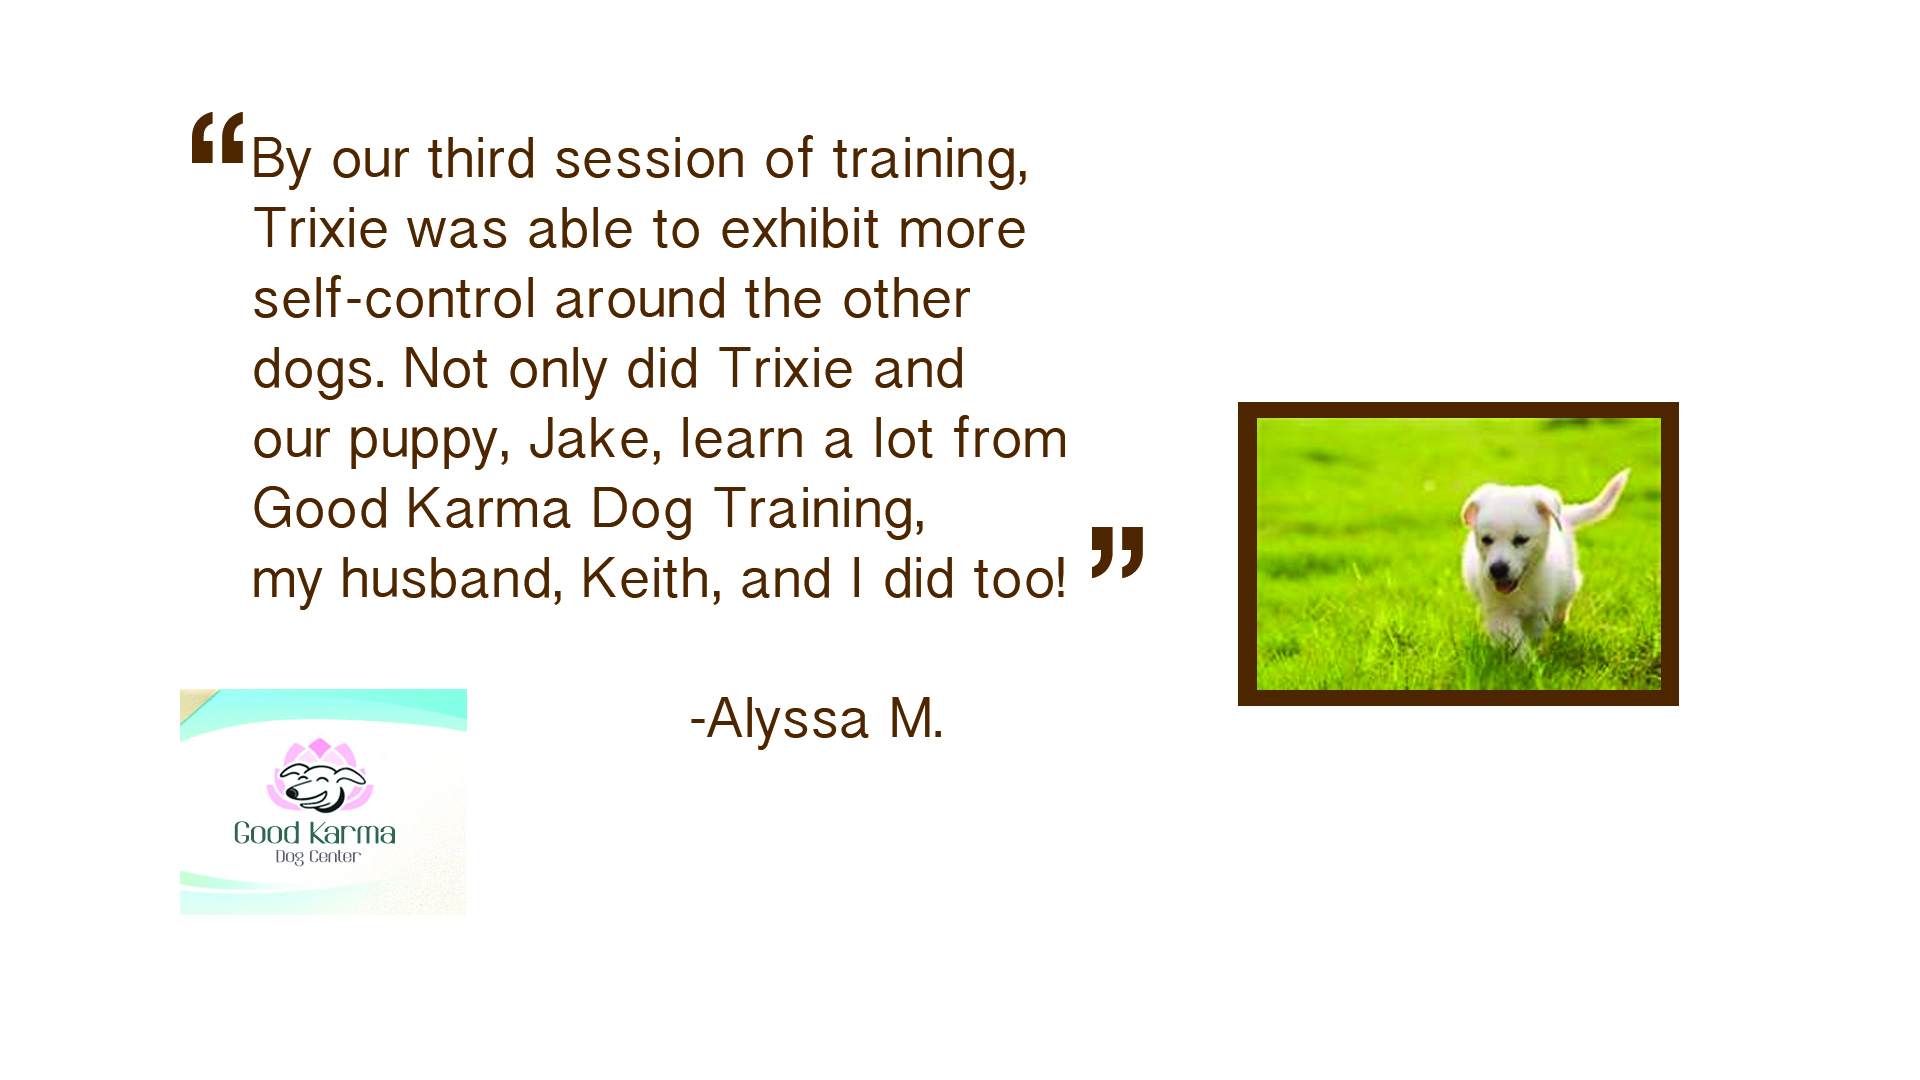 “By our third session of training,
Trixie was able to exhibit more
self-control around the other
dogs. Not only did Trixie and
our puppy, Jake, learn a lot from
Good Karma Dog Training,
my husband, Keith, and I did too!”
-Alyssa M.
Good Karma
Dog Center